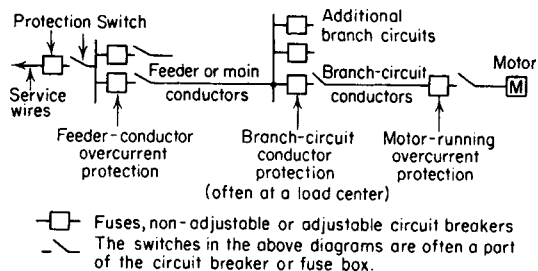 Protection Switch
Additional
branch circuits
Motor
Service
wires
Feeder or main
conductors
Branch-circuit
conductors
M
Feeder-conductor
overcurrent
protection
Branch-circuit
conductor
protection
(often at a load center)
Motor-running
overcurrent
protection
Fuses, non-adjustable or adjustable circuit breakers
The switches in the above diagrams are often a part
of the circuit breaker or fuse box.